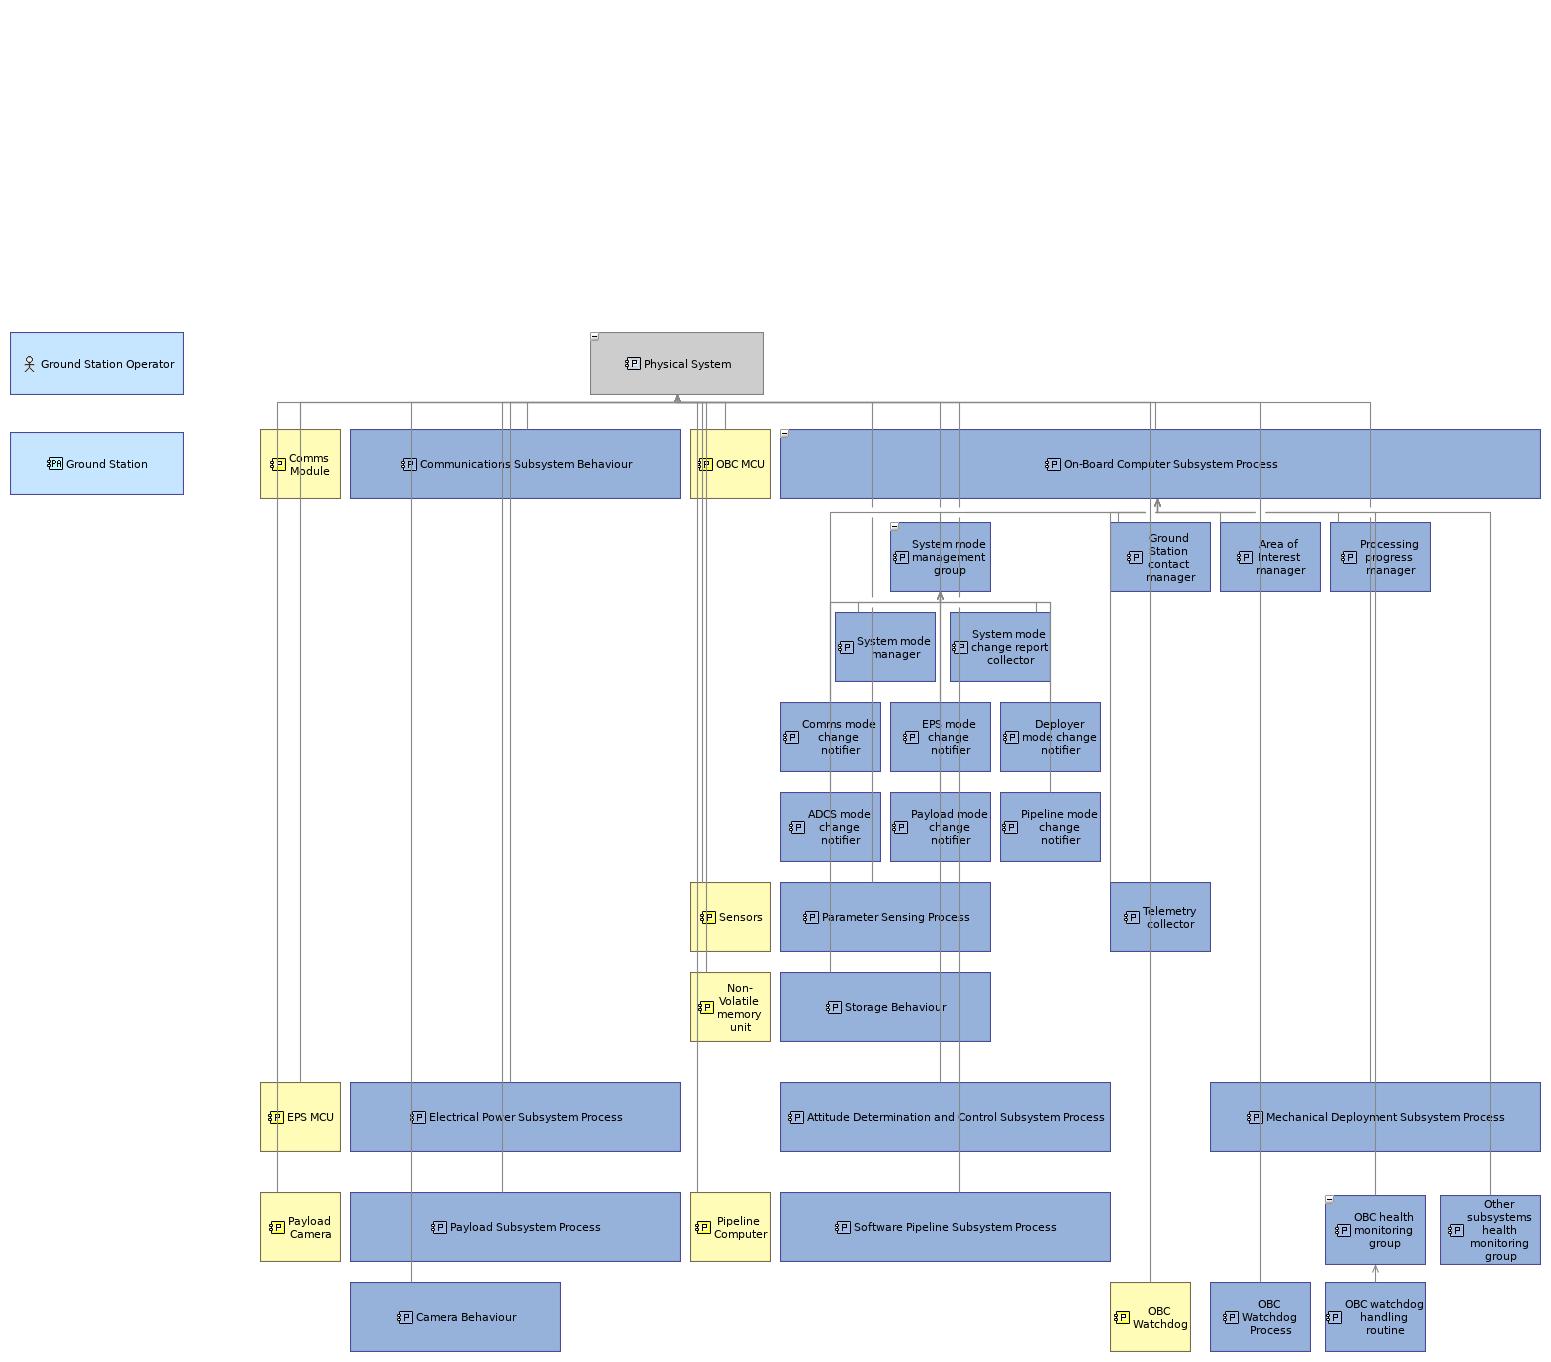 Ground Station Operator
Physical System
Ground Station
Comms
Module
Communications Subsystem Behaviour
OBC MCU
On-Board Computer Subsystem Process
System mode
management
group
Ground
Station
contact
manager
Area of
Interest
manager
Processing
progress
manager
System mode
manager
System mode
change report
collector
Comms mode
change
notifier
EPS mode
change
notifier
Deployer
mode change
notifier
ADCS mode
change
notifier
Payload mode
change
notifier
Pipeline mode
change
notifier
Sensors
Parameter Sensing Process
Telemetry
collector
Non-
Volatile
memory
unit
Storage Behaviour
EPS MCU
Electrical Power Subsystem Process
Attitude Determination and Control Subsystem Process
Mechanical Deployment Subsystem Process
Payload
Camera
Payload Subsystem Process
Pipeline
Computer
Software Pipeline Subsystem Process
OBC health
monitoring
group
Other
subsystems
health
monitoring
group
Camera Behaviour
OBC
Watchdog
OBC
Watchdog
Process
OBC watchdog
handling
routine